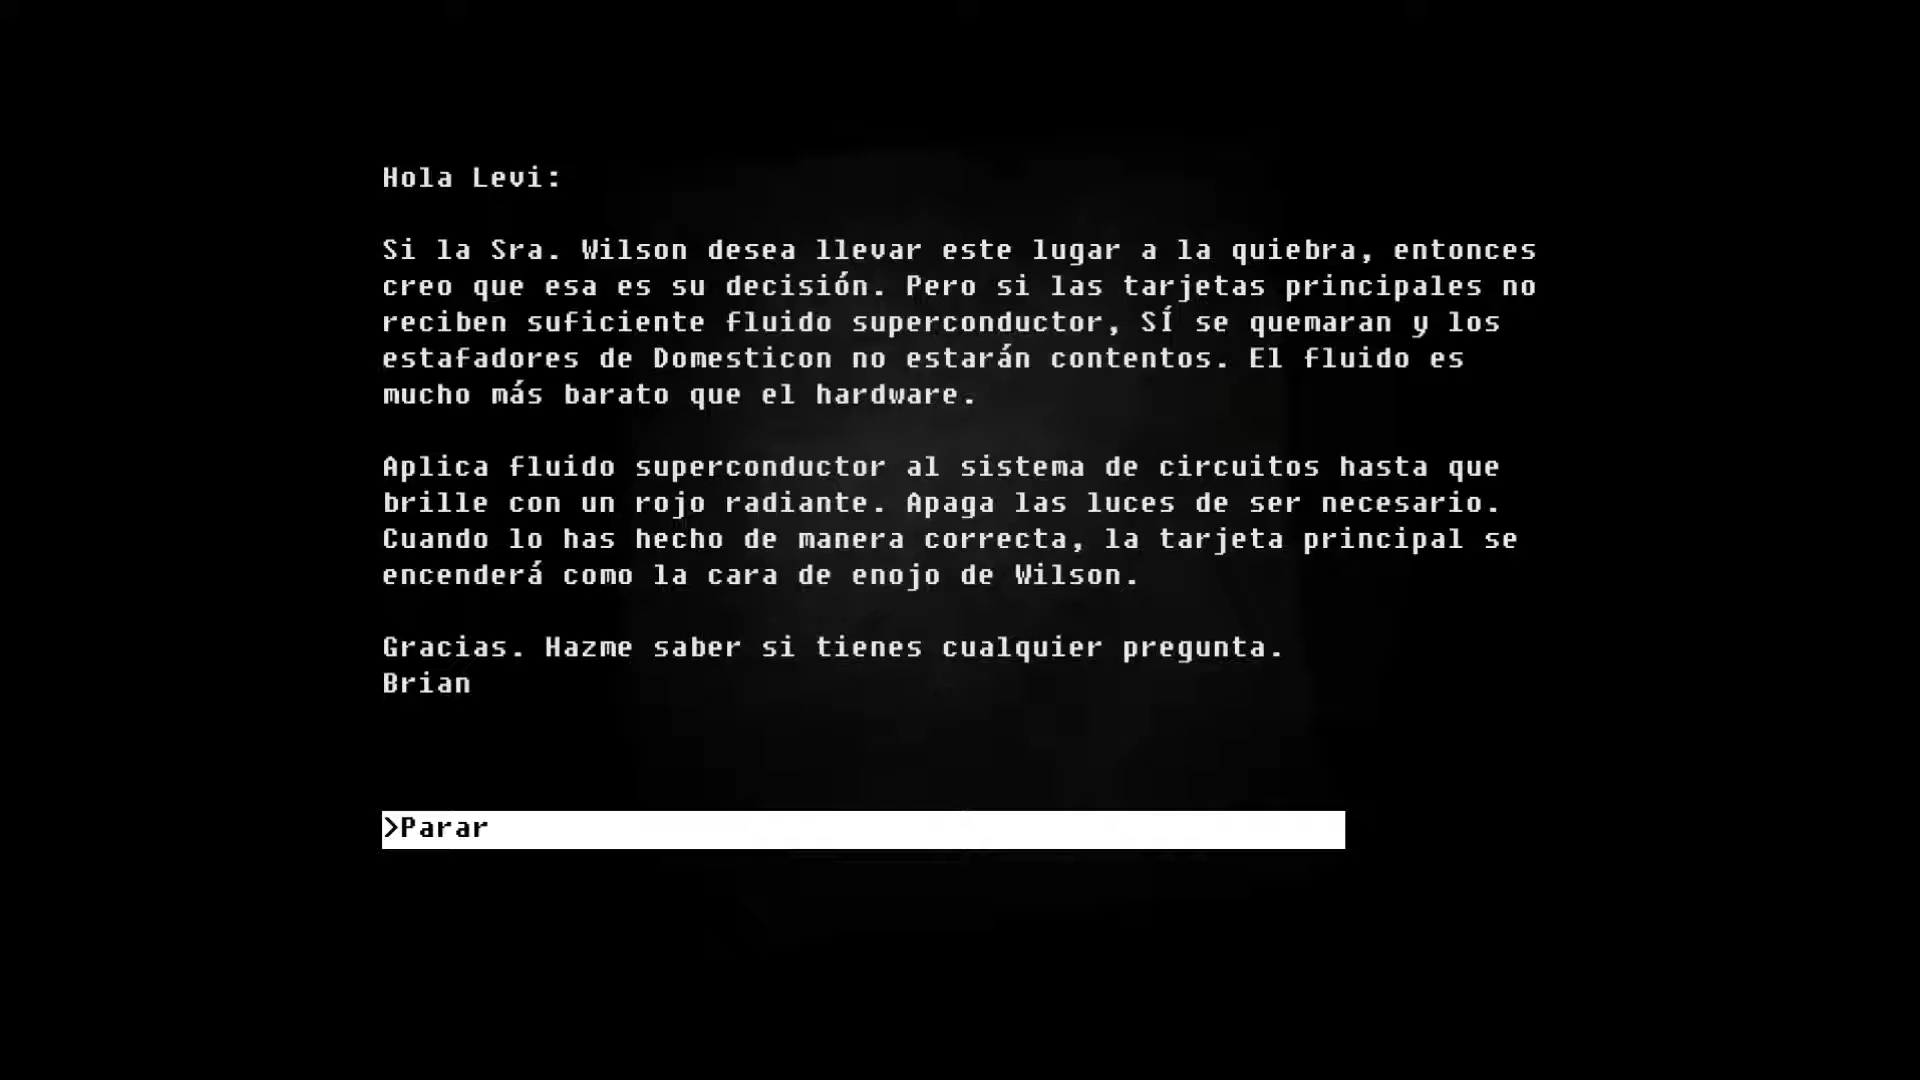 Hola Levi:
Si la Sra. Wilson desea llevar este lugar a la quiebra, entonces
creo que esa es su decisión. Pero si las tarjetas principales no
reciben suficiente fluido superconductor, SÍ se quemaran y los
estafadores de Domesticon no estarán contentos. El fluido es
mucho más barato que el hardware.
Aplica fluido superconductor al sistema de circuitos hasta que
brille con un rojo radiante. Apaga las luces de ser necesario.
Cuando lo has hecho de manera correcta, la tarjeta principal se
encenderá como la cara de enojo de Wilson.
Gracias. Hazme saber si tienes cualquier pregunta.
Brian
>Parar